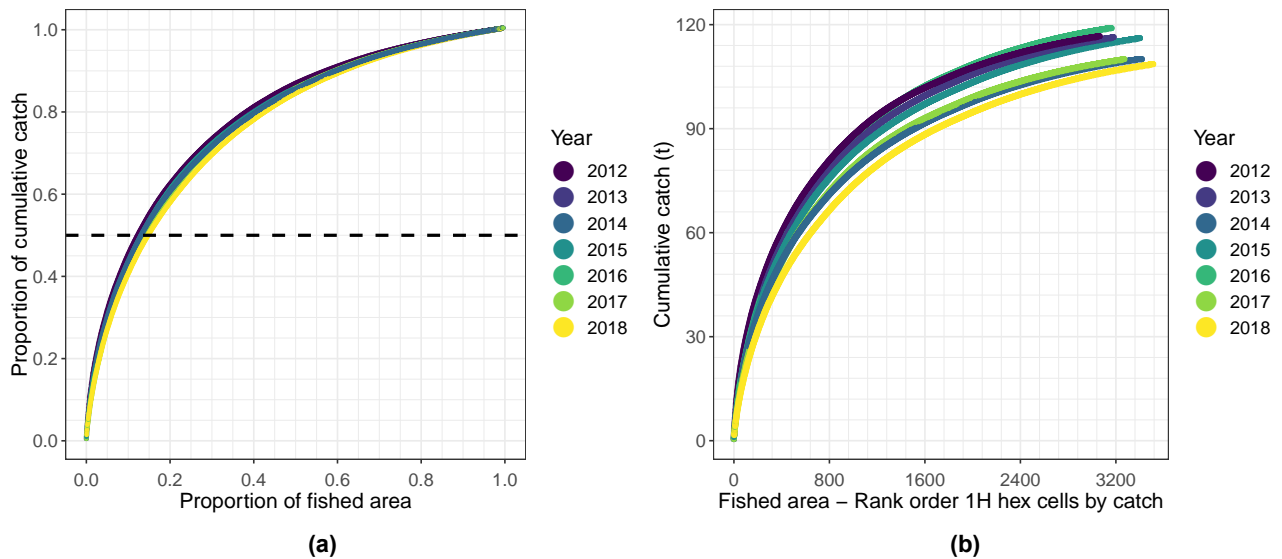 1.0
0.8
0.6
0.4
0.2
0.0
Proportion of cumulative catch
0.0 0.2 0.4 0.6 0.8 1.0
Proportion of fished area
Year
2012
2013
2014
2015
2016
2017
2018
(a)
120
90
60
30
0
Cumulative catch (t)
0 800 1600 2400 3200
Fished area − Rank order 1H hex cells by catch
Year
2012
2013
2014
2015
2016
2017
2018
(b)